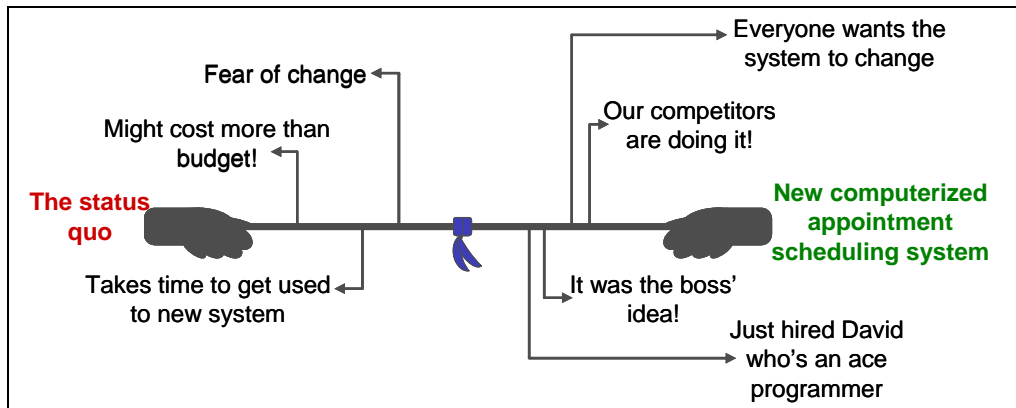 Everyone wants the
system to change
Fear of change
Our competitors
are doing it!
Might cost more than
budget!
The status
quo
New computerized
appointment
scheduling system
Takes time to get used
to new system
It was the boss'
idea!
Just hired David
who's an ace
programmer